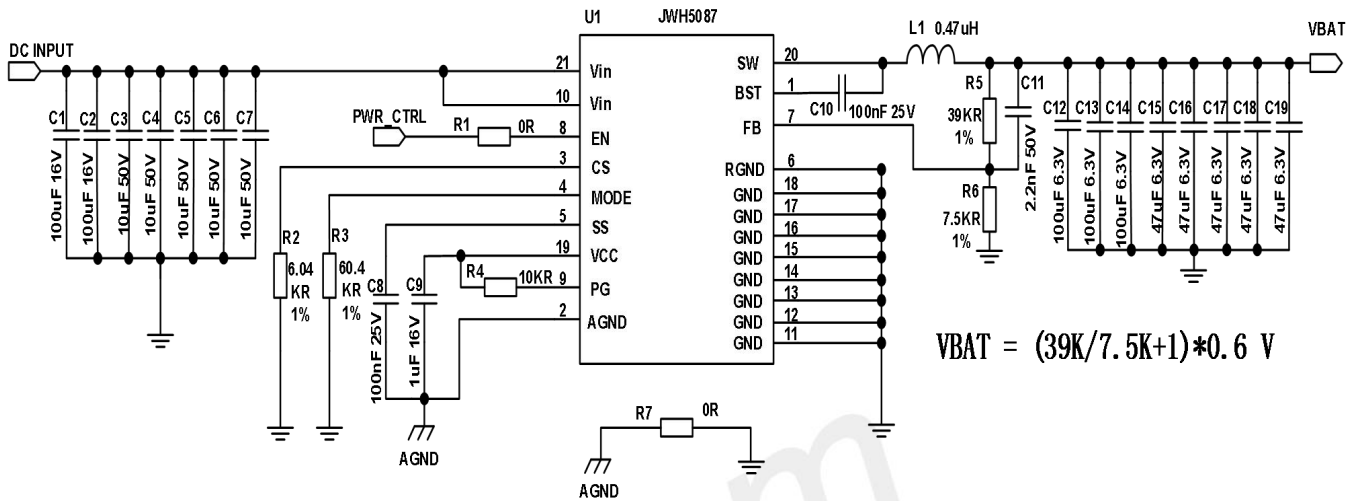 U1 JWH5087
DC INPUT
21 Vin
10 Vin
PWR_CTRL R1 0R 8 EN
3 CS
4 MODE
5 SS
19 VCC
R4 10KR 9 PG
2 AGND
C1 100uF 16V
C2 100uF 16V
C3 10uF 50V
C4 10uF 50V
C5 10uF 50V
C6 10uF 50V
C7 10uF 50V
R2
6.04
KR
1%
R3
60.4
KR
1%
C8 100nF 25V
C9 1uF 16V
AGND
SW 20
BST 1
FB 7
RGND 6
GND 18
GND 17
GND 16
GND 15
GND 14
GND 13
GND 12
GND 11
L1 0.47uH
VBAT
C10 100nF 25V
R5
39KR
1%
C11
2.2nF 50V
R6
7.5KR
1%
C12 100uF 6.3V
C13 100uF 6.3V
C14 100uF 6.3V
C15 47uF 6.3V
C16 47uF 6.3V
C17 47uF 6.3V
C18 47uF 6.3V
C19 47uF 6.3V
VBAT = (39K/7.5K+1)*0.6 V
R7 0R
AGND